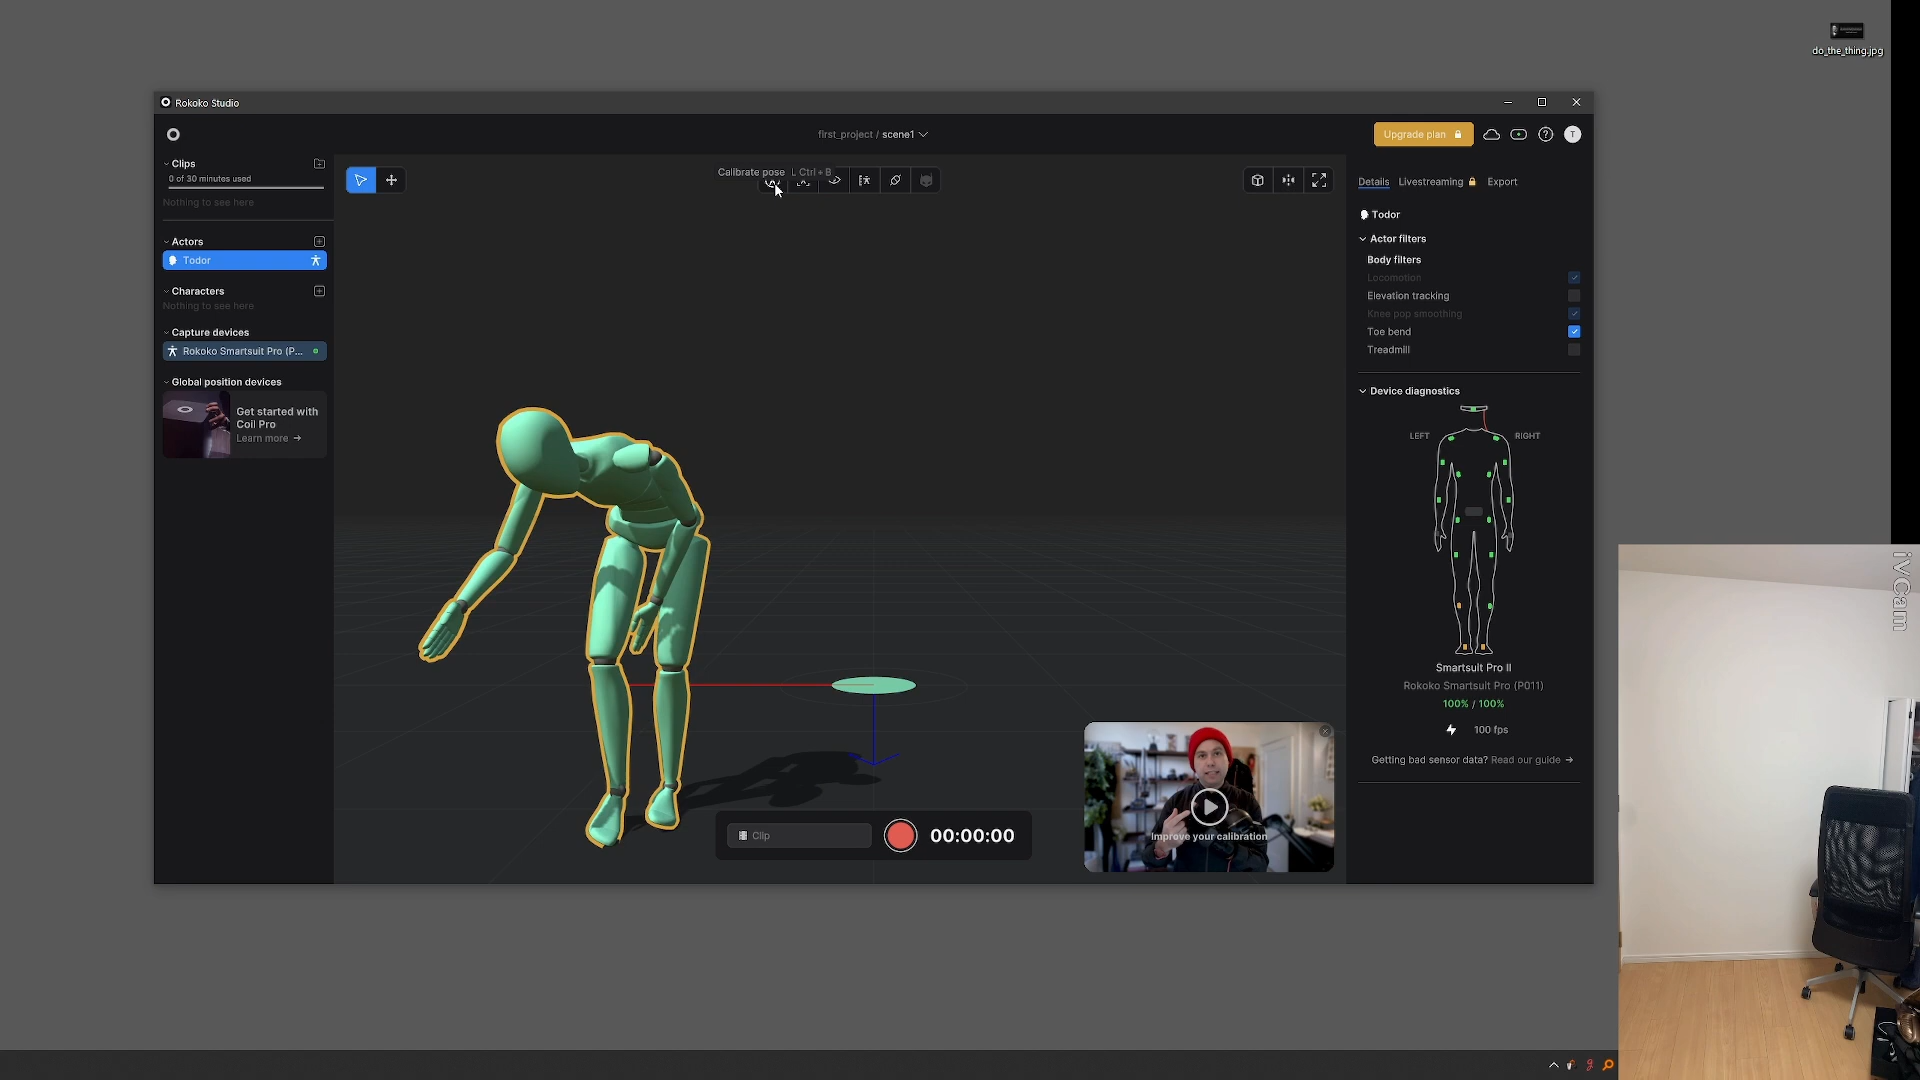 do_the_thing.jpg
Rokoko Studio
first_project / scene1
Upgrade plan
T
Clips
0 of 30 minutes used
Nothing to see here
Calibrate pose
Ctrl + B
Details Livestreaming Export
Todor
Actors
Todor
Actor filters
Body filters
Locomotion
Elevation tracking
Knee pop smoothing
Toe bend
Treadmill
Characters
Nothing to see here
Capture devices
Rokoko Smartsuit Pro (P...
Global position devices
Get started with
Coil Pro
Learn more →
Device diagnostics
LEFT RIGHT
Smartsuit Pro II
Rokoko Smartsuit Pro (P011)
100% / 100%
100 fps
Getting bad sensor data? Read our guide →
Clip
00:00:00
Improve your calibration
iVCam